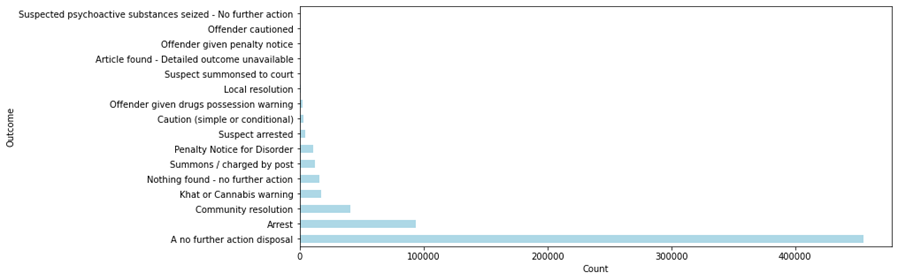 Suspected psychoactive substances seized - No further action
Offender cautioned
Offender given penalty notice
Article found - Detailed outcome unavailable
Suspect summonsed to court
Local resolution
Offender given drugs possession warning
Caution (simple or conditional)
Suspect arrested
Penalty Notice for Disorder
Summons / charged by post
Nothing found - no further action
Khat or Cannabis warning
Community resolution
Arrest
A no further action disposal
Outcome
0 100000 200000 300000 400000
Count